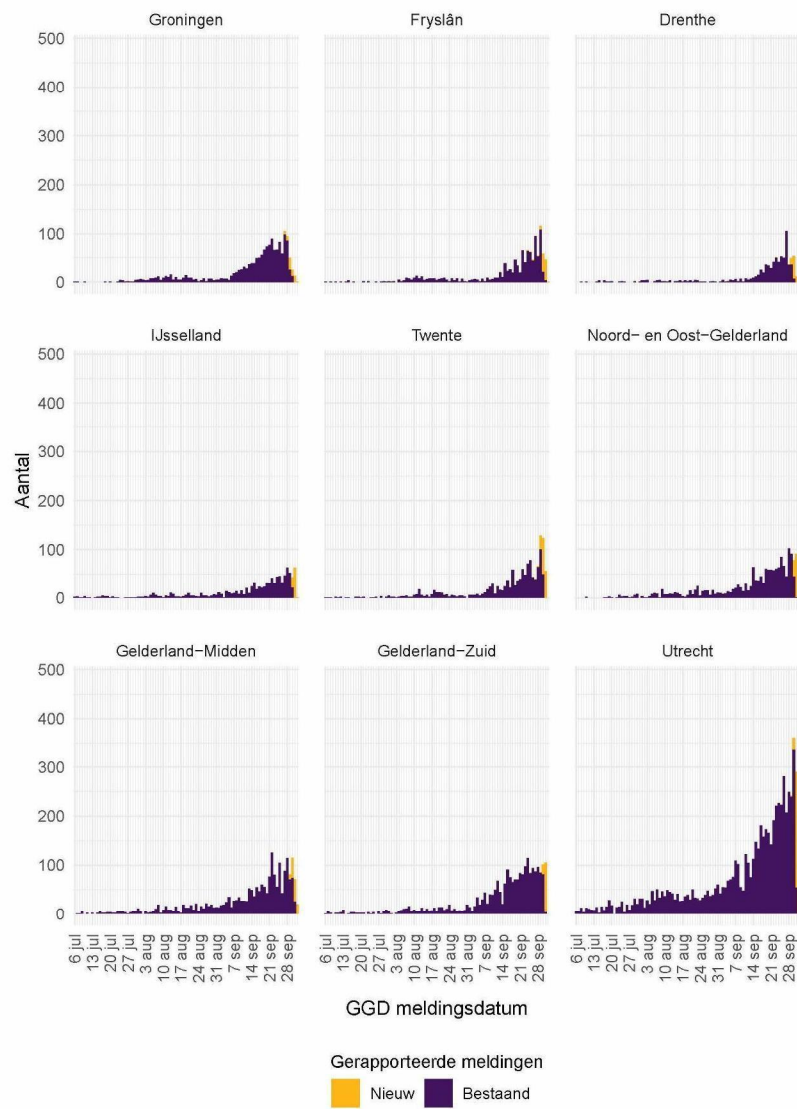 Groningen Fryslân Drenthe
500
400
300
200
100
0
IJsselland Twente Noord- en Oost-Gelderland
500
400
300
200
100
0
Aantal
Gelderland-Midden Gelderland-Zuid Utrecht
500
400
300
200
100
0
6 jul 13 jul 20 jul 27 jul 3 aug 10 aug 17 aug 24 aug 31 aug 7 sep 14 sep 21 sep 28 sep 6 jul 13 jul 20 jul 27 jul 3 aug 10 aug 17 aug 24 aug 31 aug 7 sep 14 sep 21 sep 28 sep 6 jul 13 jul 20 jul 27 jul 3 aug 10 aug 17 aug 24 aug 31 aug 7 sep 14 sep 21 sep 28 sep
GGD meldingsdatum
Gerapporteerde meldingen
Nieuw Bestaand